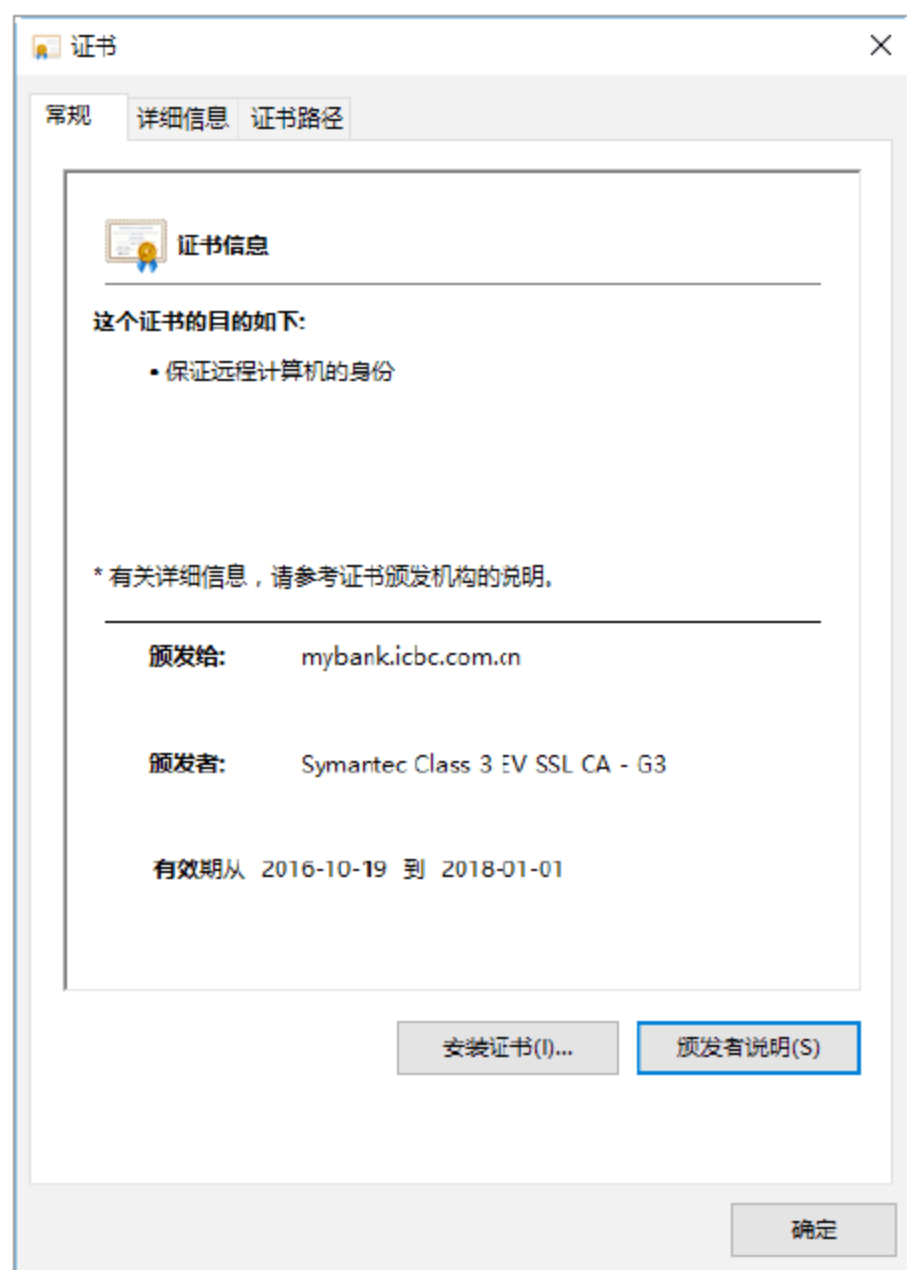 证书
常规 详细信息 证书路径
证书信息
这个证书的目的如下:
• 保证远程计算机的身份
* 有关详细信息，请参考证书颁发机构的说明。
颁发给: mybank.icbc.com.cn
颁发者: Symantec Class 3 EV SSL CA - G3
有效期从 2016-10-19 到 2018-01-01
安装证书(I)... 颁发者说明(S)
确定